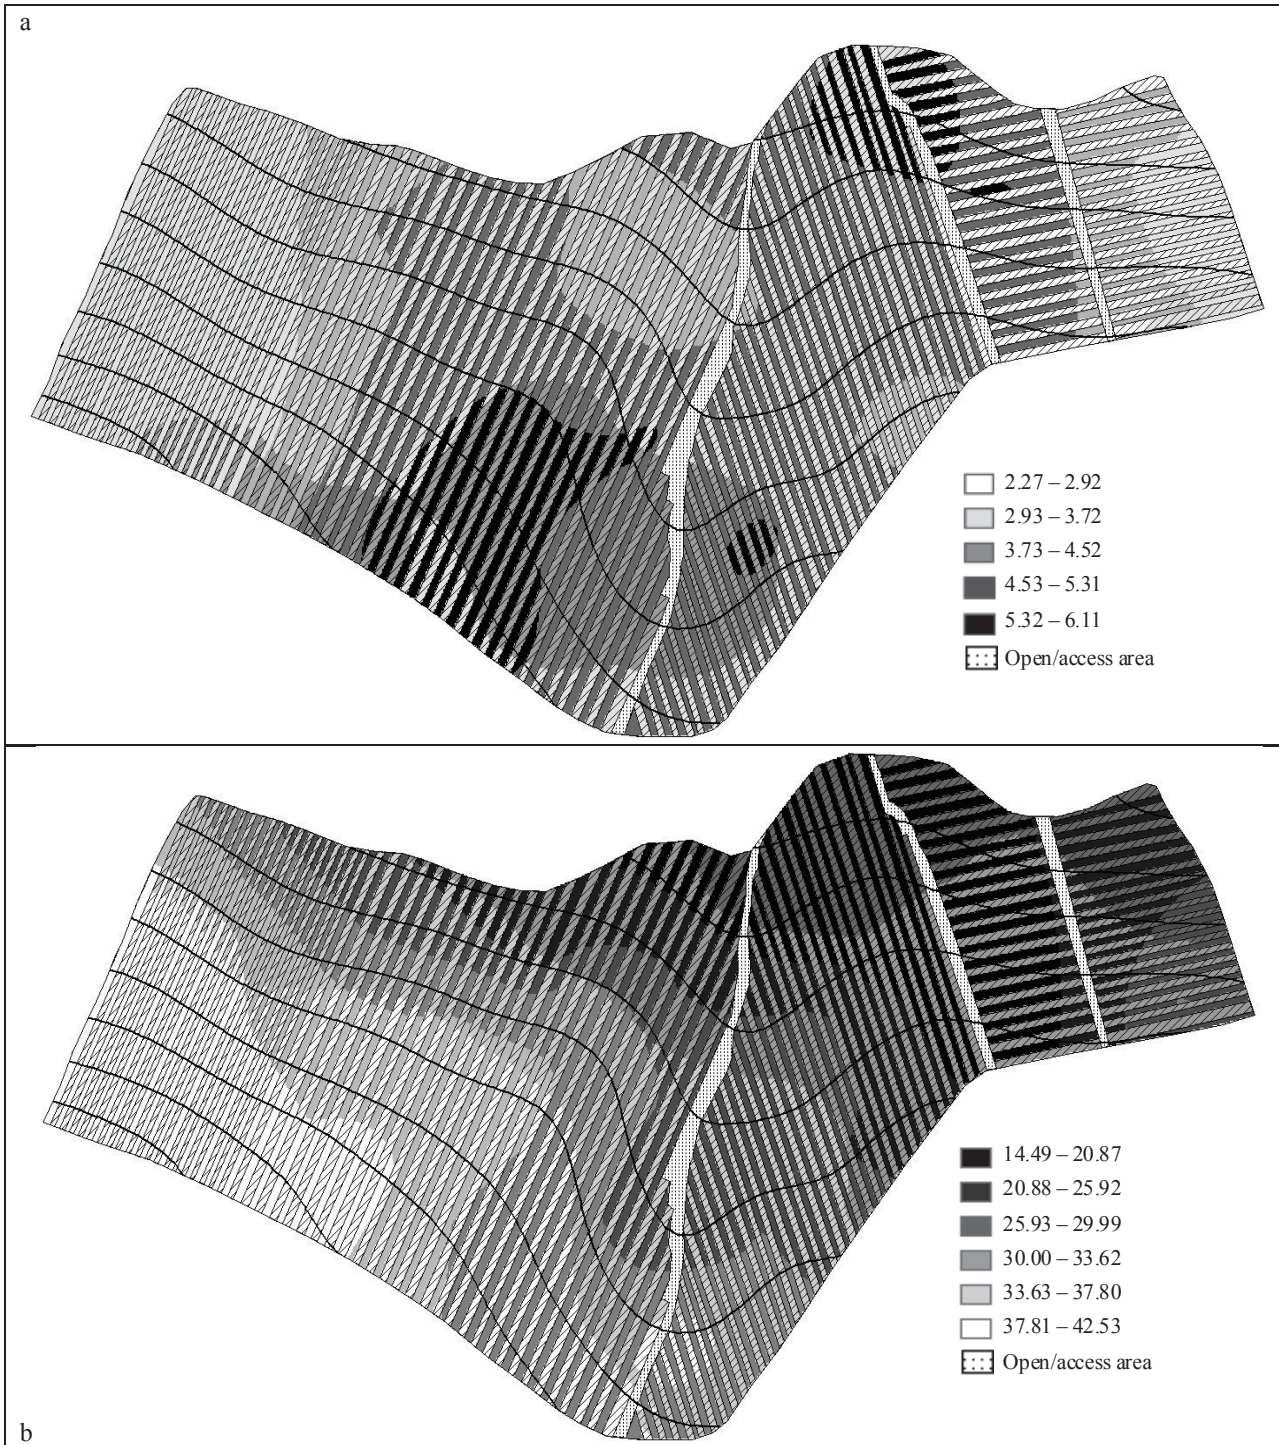 a
2.27 – 2.92
2.93 – 3.72
3.73 – 4.52
4.53 – 5.31
5.32 – 6.11
Open/access area
14.49 – 20.87
20.88 – 25.92
25.93 – 29.99
30.00 – 33.62
33.63 – 37.80
37.81 – 42.53
Open/access area
b